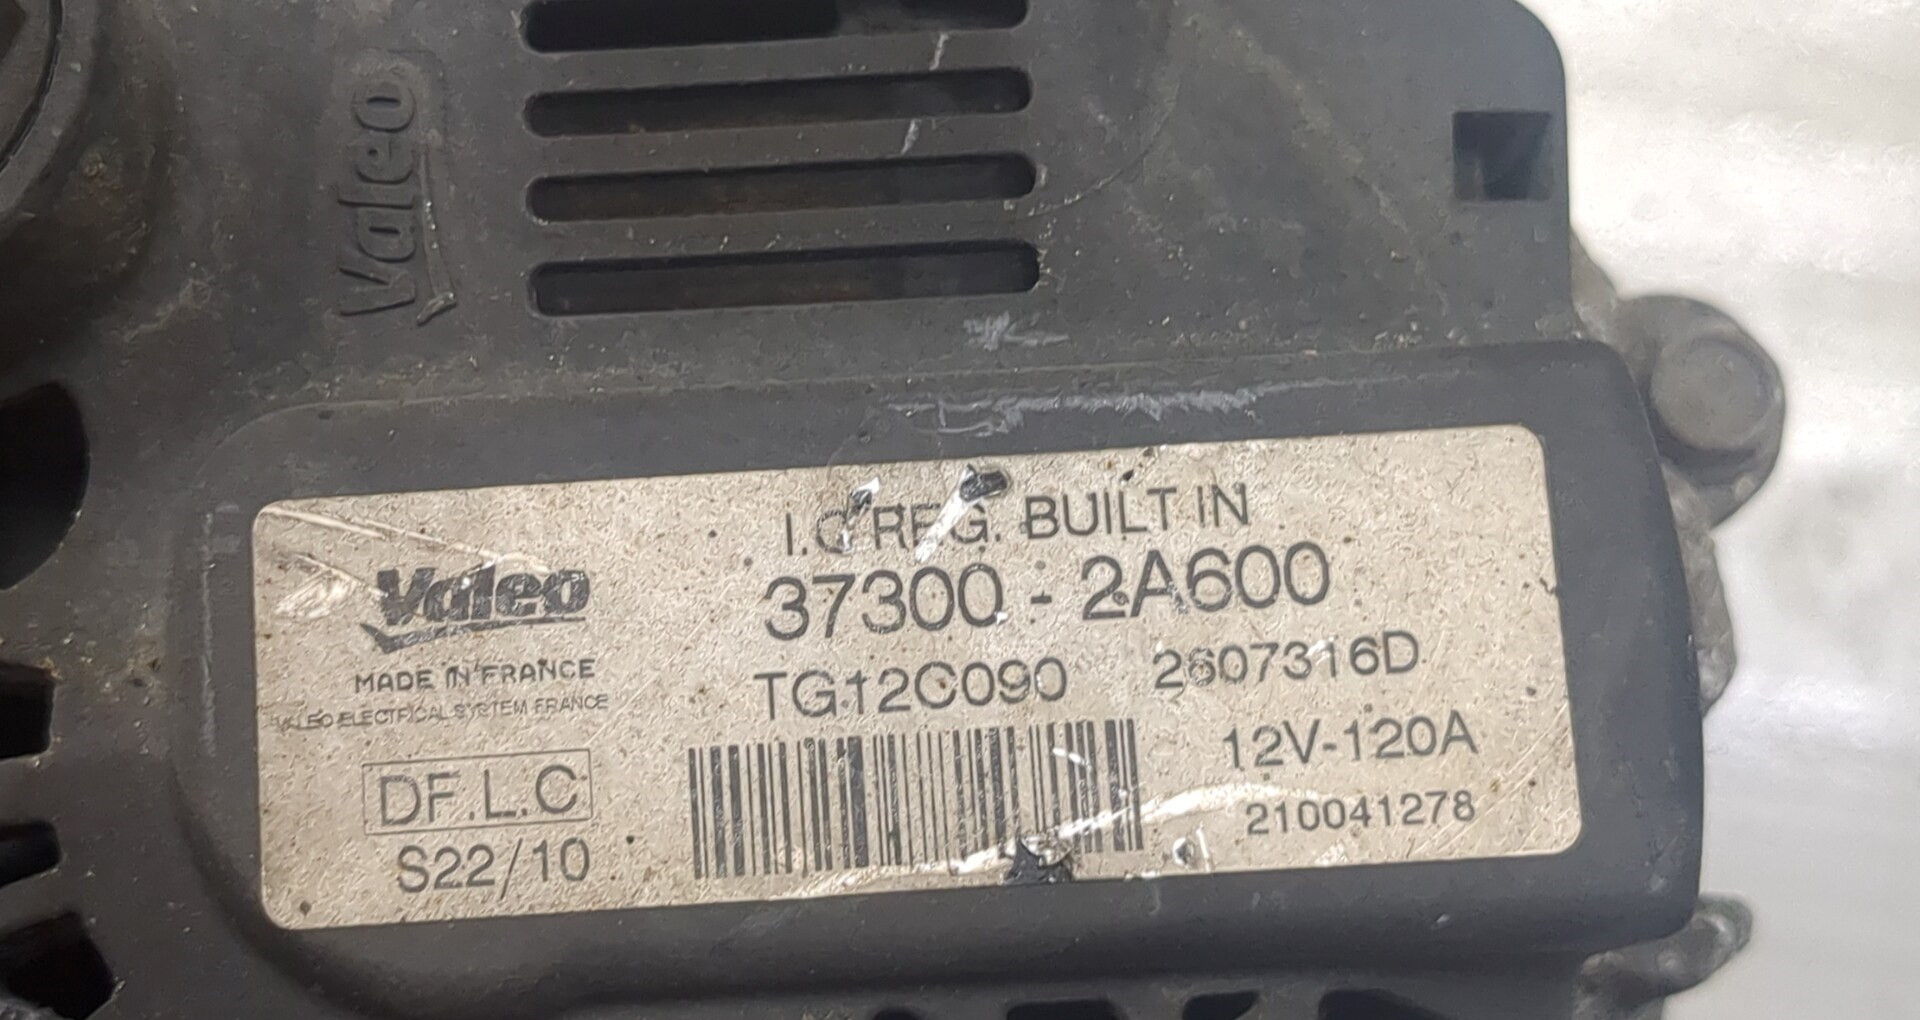 Valeo
I.C REG. BUILT IN
Valeo
37300 - 2A600
MADE IN FRANCE
TG12C090 2607316D
VALEO ELECTRICAL SYSTEM FRANCE
12V-120A
DF.L.C
210041278
S22/10